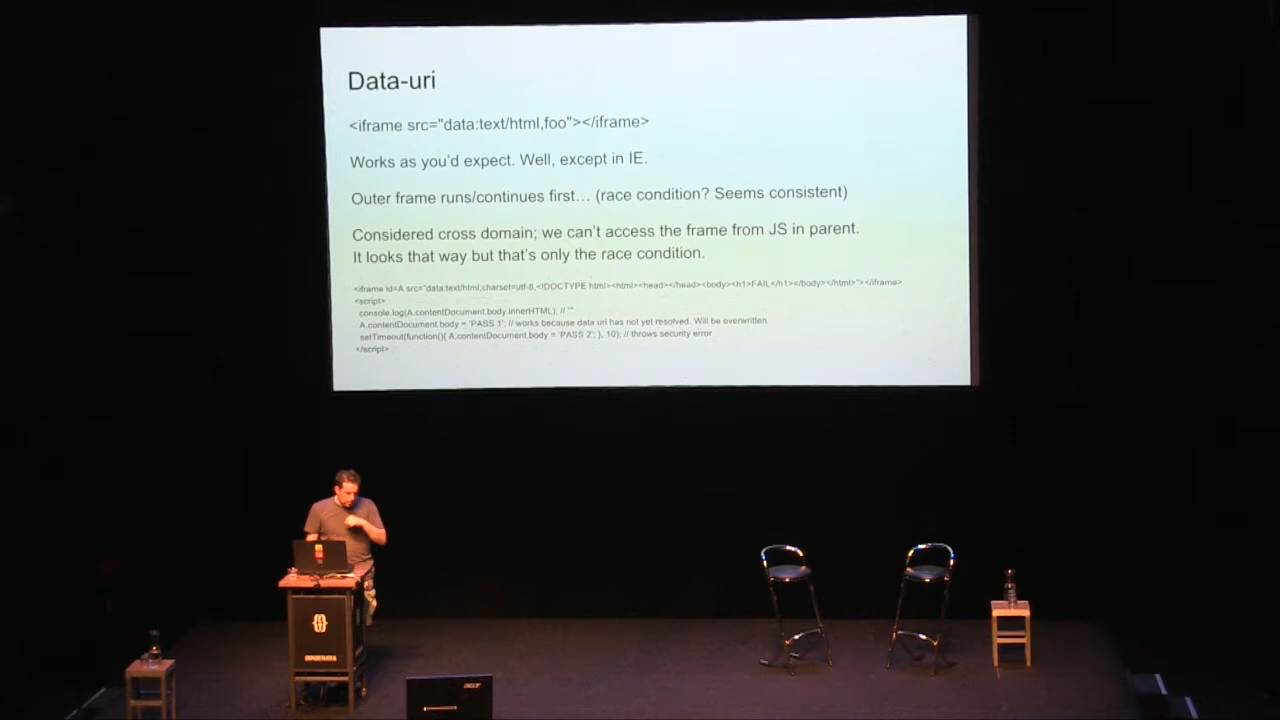 Data-uri
<iframe src="data:text/html,foo"></iframe>
Works as you'd expect. Well, except in IE.
Outer frame runs/continues first… (race condition? Seems consistent)
Considered cross domain; we can't access the frame from JS in parent.
It looks that way but that's only the race condition.
<iframe id=A src="data:text/html;charset=utf-8,<!DOCTYPE html><html><head></head><body><h1>FAIL</h1></body></html>"></iframe>
<script>
console.log(A.contentDocument.body.innerHTML); // ""
A.contentDocument.body = 'PASS 1'; // works because data uri has not yet resolved. Will be overwritten
setTimeout(function(){ A.contentDocument.body = 'PASS 2'; }, 10); // throws security error
</script>
{}
acer